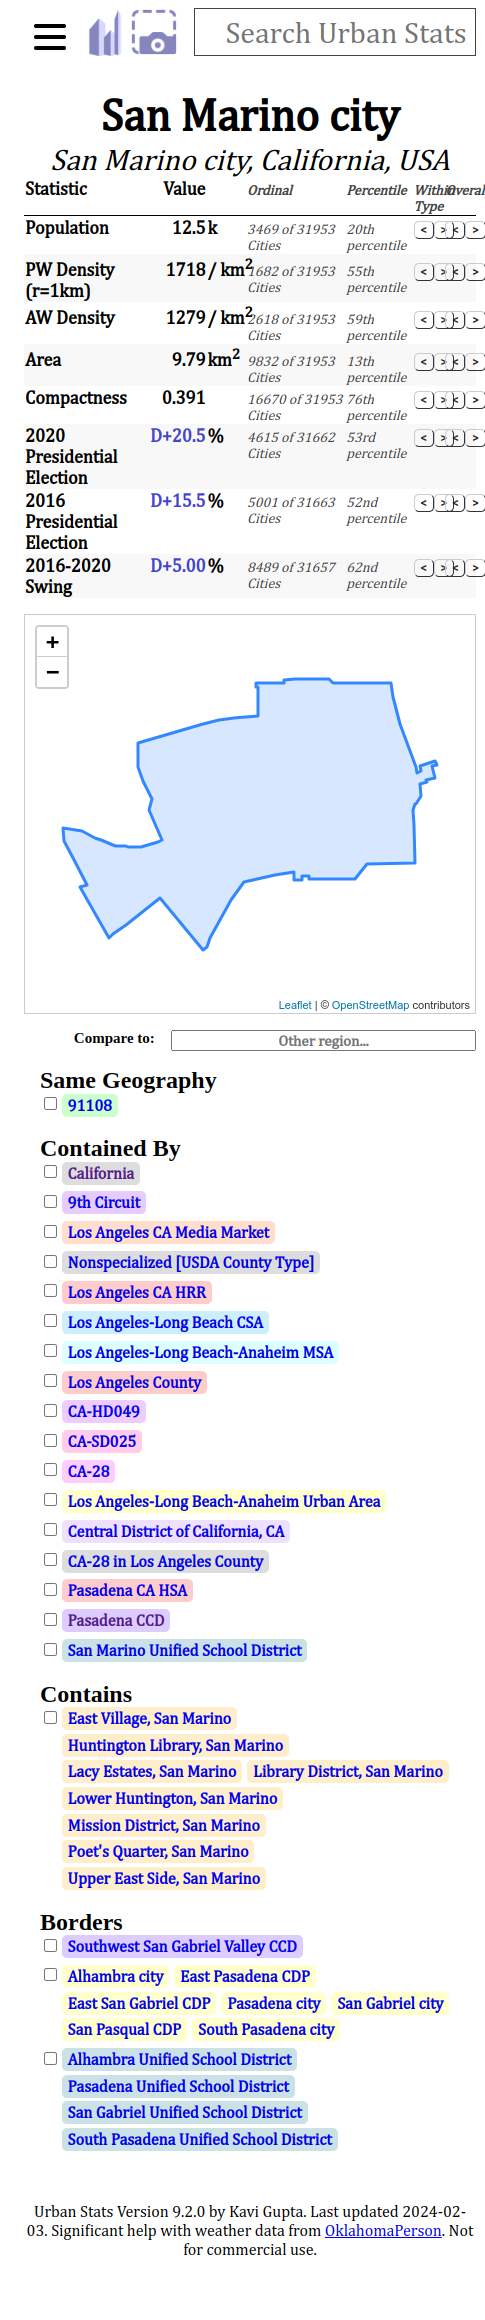 Search Urban Stats
San Marino city
San Marino city, California, USA
Statistic Value Ordinal Percentile Within Type Overall
Population 12.5 k 3469 of 31953 Cities 20th percentile < > < >
PW Density (r=1km) 1718 / km2 1682 of 31953 Cities 55th percentile < > < >
AW Density 1279 / km2 2618 of 31953 Cities 59th percentile < > < >
Area 9.79 km2 9832 of 31953 Cities 13th percentile < > < >
Compactness 0.391 16670 of 31953 Cities 76th percentile < > < >
2020 Presidential Election D+20.5 % 4615 of 31662 Cities 53rd percentile < > < >
2016 Presidential Election D+15.5 % 5001 of 31663 Cities 52nd percentile < > < >
2016-2020 Swing D+5.00 % 8489 of 31657 Cities 62nd percentile < > < >
+
−
Leaflet | © OpenStreetMap contributors
Compare to: Other region...
Same Geography
91108
Contained By
California
9th Circuit
Los Angeles CA Media Market
Nonspecialized [USDA County Type]
Los Angeles CA HRR
Los Angeles-Long Beach CSA
Los Angeles-Long Beach-Anaheim MSA
Los Angeles County
CA-HD049
CA-SD025
CA-28
Los Angeles-Long Beach-Anaheim Urban Area
Central District of California, CA
CA-28 in Los Angeles County
Pasadena CA HSA
Pasadena CCD
San Marino Unified School District
Contains
East Village, San Marino
Huntington Library, San Marino
Lacy Estates, San Marino Library District, San Marino
Lower Huntington, San Marino
Mission District, San Marino
Poet's Quarter, San Marino
Upper East Side, San Marino
Borders
Southwest San Gabriel Valley CCD
Alhambra city East Pasadena CDP
East San Gabriel CDP Pasadena city San Gabriel city
San Pasqual CDP South Pasadena city
Alhambra Unified School District
Pasadena Unified School District
San Gabriel Unified School District
South Pasadena Unified School District
Urban Stats Version 9.2.0 by Kavi Gupta. Last updated 2024-02-
03. Significant help with weather data from OklahomaPerson. Not
for commercial use.